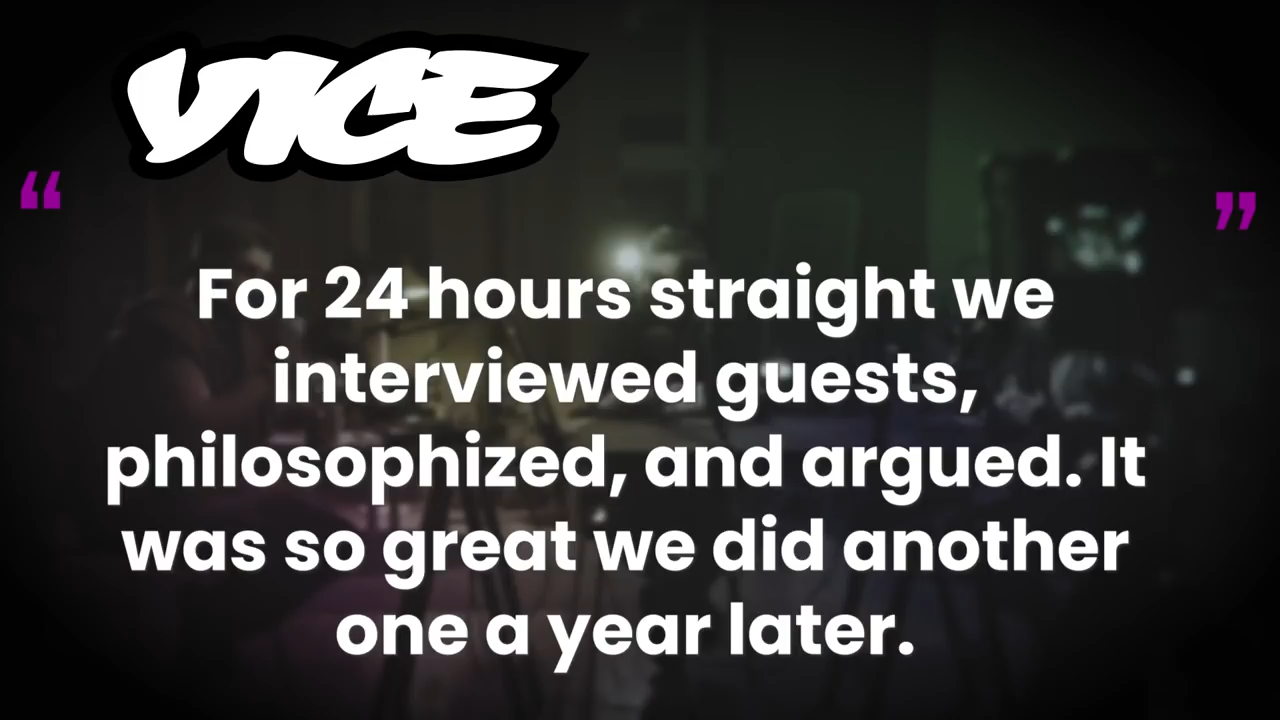 VICE
“ ”
For 24 hours straight we
interviewed guests,
philosophized, and argued. It
was so great we did another
one a year later.